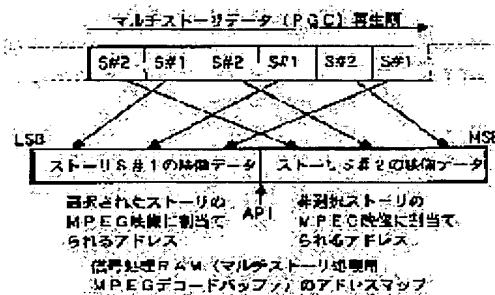 マルチストーリデータ（PGC）再生列
S#2 S#1 S#2 S#1 S#2 S#1
LSB MSB
ストーリS#1の映像データ ストーリS#2の映像データ
選択されたストーリの
MPEG映像に割当て
られるアドレス
API
非選択ストーリの
MPEG映像に割当て
られるアドレス
信号処理RAM（マルチストーリ処理用
MPEGデコードバッファ）のアドレスマップ